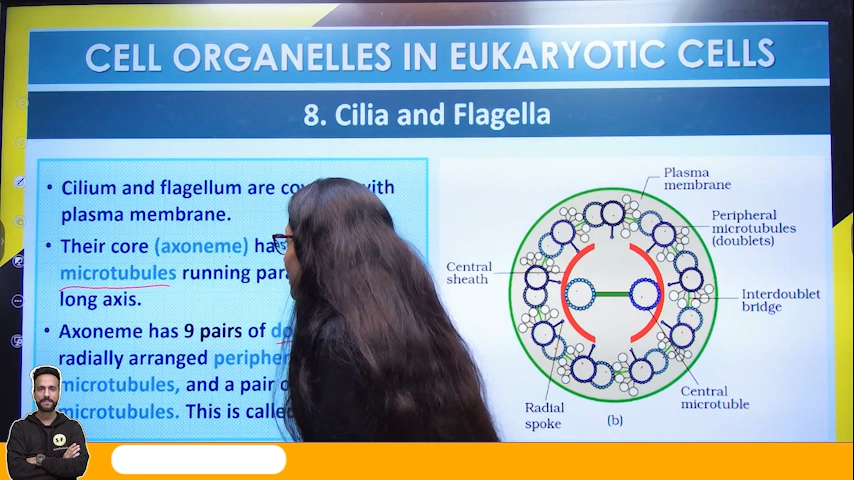 CELL ORGANELLES IN EUKARYOTIC CELLS
8. Cilia and Flagella
• Cilium and flagellum are co with
plasma membrane.
• Their core (axoneme) has
microtubules running par
long axis.
• Axoneme has 9 pairs of do
radially arranged peripher
microtubules, and a pair o
microtubules. This is called
Plasma
membrane
Peripheral
microtubules
(doublets)
Central
sheath
Interdoublet
bridge
Central
microtuble
Radial
spoke
(b)